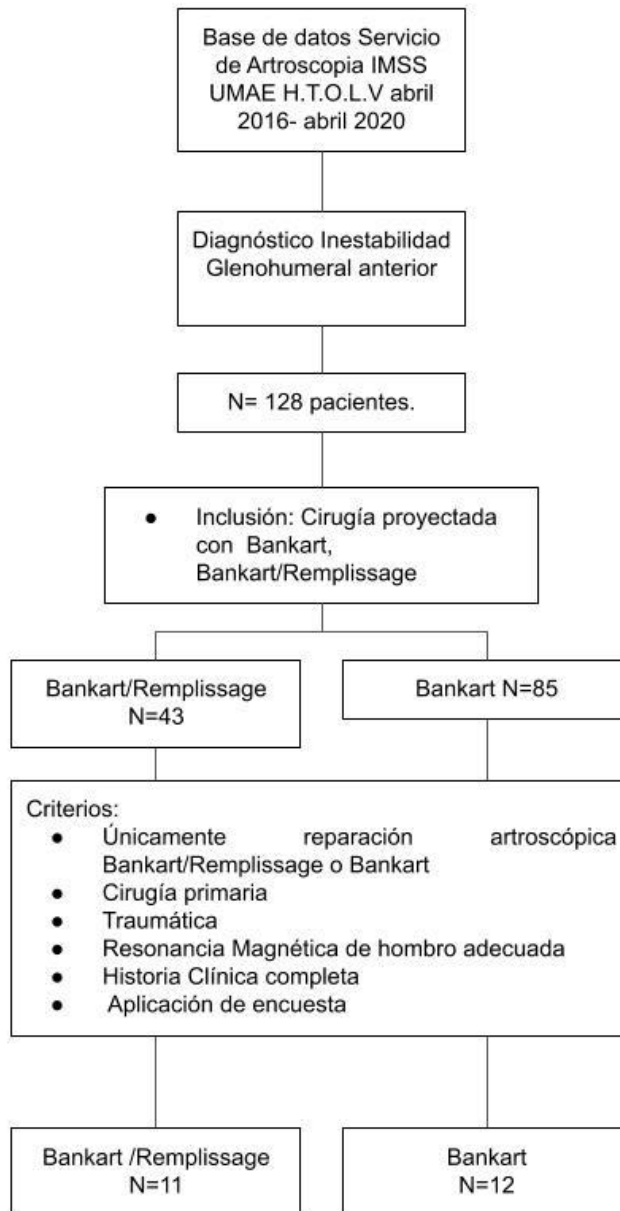 Base de datos Servicio
de Artroscopia IMSS
UMAE H.T.O.L.V abril
2016- abril 2020
Diagnóstico Inestabilidad
Glenohumeral anterior
N= 128 pacientes.
● Inclusión: Cirugía proyectada
con Bankart,
Bankart/Remplissage
Bankart/Remplissage
N=43
Bankart N=85
Criterios:
● Únicamente reparación artroscópica
Bankart/Remplissage o Bankart
● Cirugía primaria
● Traumática
● Resonancia Magnética de hombro adecuada
● Historia Clínica completa
● Aplicación de encuesta
Bankart /Remplissage
N=11
Bankart
N=12